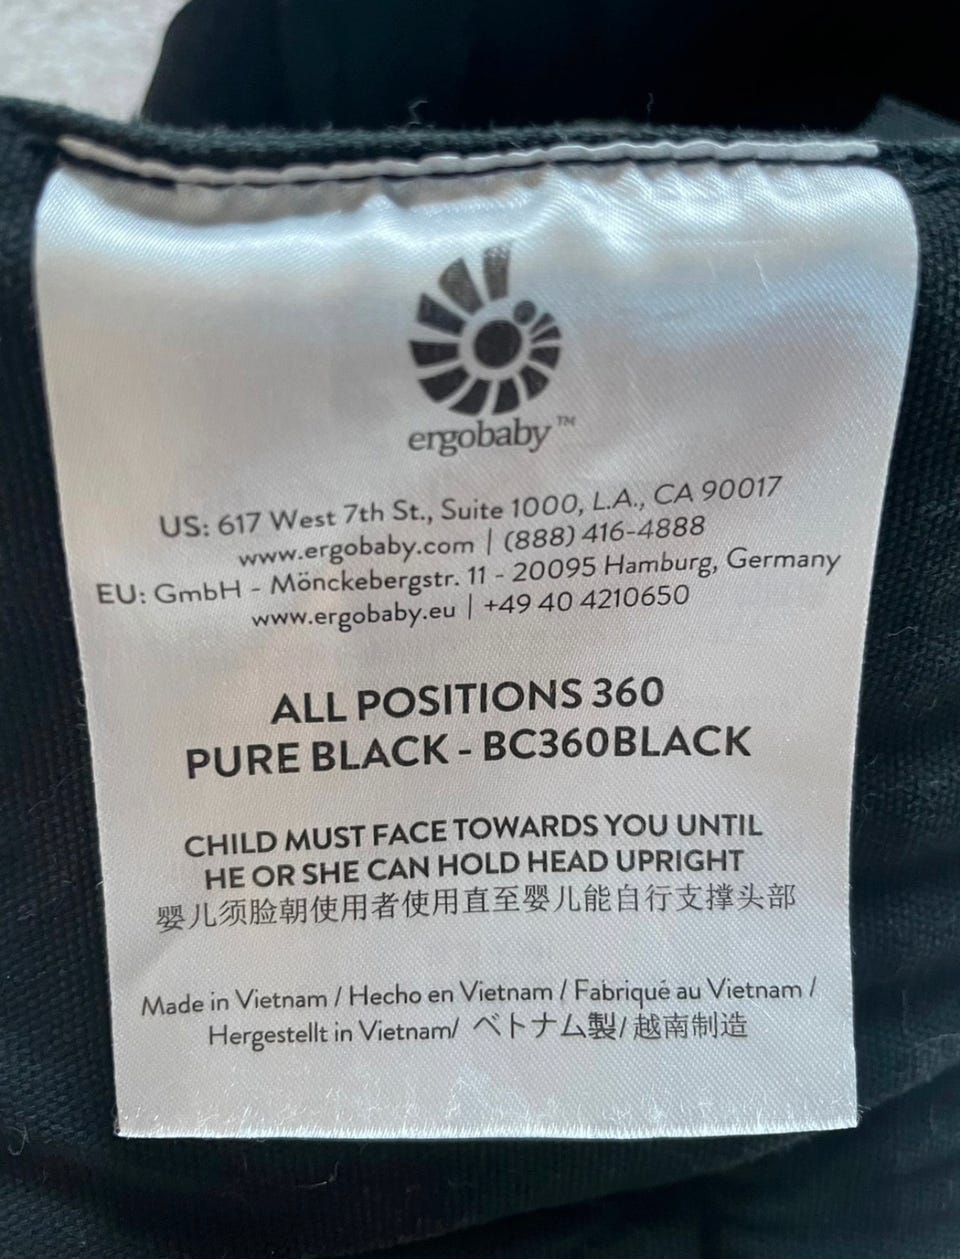 ergobaby™
US: 617 West 7th St., Suite 1000, L.A., CA 90017
www.ergobaby.com | (888) 416-4888
EU: GmbH - Mönckebergstr. 11 - 20095 Hamburg, Germany
www.ergobaby.eu | +49 40 4210650
ALL POSITIONS 360
PURE BLACK - BC360BLACK
CHILD MUST FACE TOWARDS YOU UNTIL
HE OR SHE CAN HOLD HEAD UPRIGHT
婴儿须脸朝使用者使用直至婴儿能自行支撑头部
Made in Vietnam / Hecho en Vietnam / Fabriqué au Vietnam /
Hergestellt in Vietnam/ ベトナム製/ 越南制造